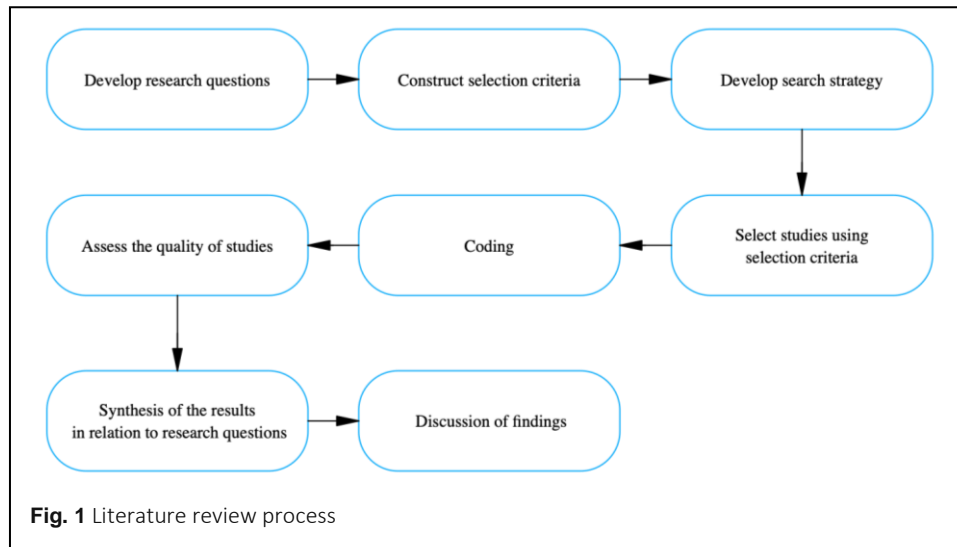 Develop research questions
Construct selection criteria
Develop search strategy
Select studies using
selection criteria
Coding
Assess the quality of studies
Synthesis of the results
in relation to research questions
Discussion of findings
Fig. 1 Literature review process